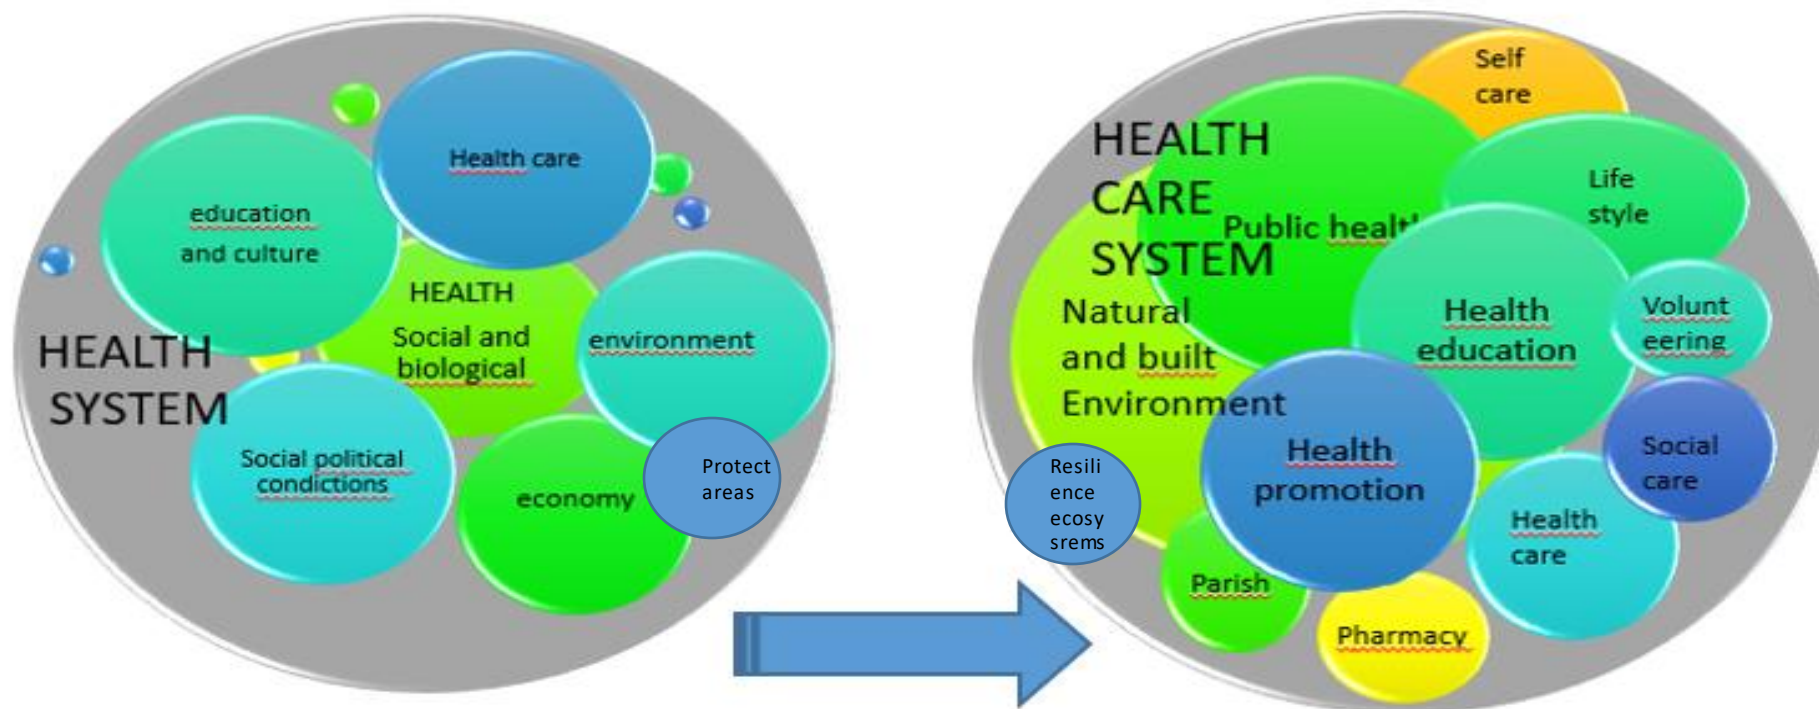 Health care
education
and culture
HEALTH
Social and
biological
environment
HEALTH
SYSTEM
Social political
condictions
economy
Protect
areas
Self
care
HEALTH
CARE
SYSTEM
Public health
Life
style
Natural
and built
Environment
Health
education
Volunt
eering
Health
promotion
Social
care
Resili
ence
ecosy
srems
Health
care
Parish
Pharmacy